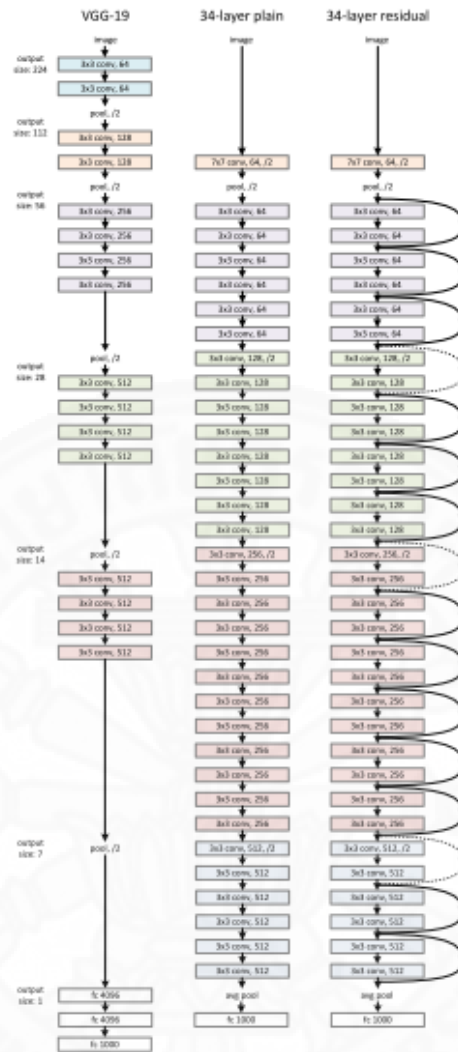 VGG-19
image
output
size: 224
3x3 conv, 64
3x3 conv, 64
pool, /2
output
size: 112
3x3 conv, 128
3x3 conv, 128
pool, /2
output
size: 56
3x3 conv, 256
3x3 conv, 256
3x3 conv, 256
3x3 conv, 256
pool, /2
output
size: 28
3x3 conv, 512
3x3 conv, 512
3x3 conv, 512
3x3 conv, 512
pool, /2
output
size: 14
3x3 conv, 512
3x3 conv, 512
3x3 conv, 512
3x3 conv, 512
pool, /2
output
size: 7
output
size: 1
fc 4096
fc 4096
fc 1000
34-layer plain
image
7x7 conv, 64, /2
pool, /2
3x3 conv, 64
3x3 conv, 64
3x3 conv, 64
3x3 conv, 64
3x3 conv, 64
3x3 conv, 64
3x3 conv, 128, /2
3x3 conv, 128
3x3 conv, 128
3x3 conv, 128
3x3 conv, 128
3x3 conv, 128
3x3 conv, 128
3x3 conv, 128
3x3 conv, 256, /2
3x3 conv, 256
3x3 conv, 256
3x3 conv, 256
3x3 conv, 256
3x3 conv, 256
3x3 conv, 256
3x3 conv, 256
3x3 conv, 256
3x3 conv, 256
3x3 conv, 256
3x3 conv, 256
3x3 conv, 512, /2
3x3 conv, 512
3x3 conv, 512
3x3 conv, 512
3x3 conv, 512
3x3 conv, 512
avg pool
fc 1000
34-layer residual
image
7x7 conv, 64, /2
pool, /2
3x3 conv, 64
3x3 conv, 64
3x3 conv, 64
3x3 conv, 64
3x3 conv, 64
3x3 conv, 64
3x3 conv, 128, /2
3x3 conv, 128
3x3 conv, 128
3x3 conv, 128
3x3 conv, 128
3x3 conv, 128
3x3 conv, 128
3x3 conv, 128
3x3 conv, 256, /2
3x3 conv, 256
3x3 conv, 256
3x3 conv, 256
3x3 conv, 256
3x3 conv, 256
3x3 conv, 256
3x3 conv, 256
3x3 conv, 256
3x3 conv, 256
3x3 conv, 256
3x3 conv, 256
3x3 conv, 512, /2
3x3 conv, 512
3x3 conv, 512
3x3 conv, 512
3x3 conv, 512
3x3 conv, 512
avg pool
fc 1000